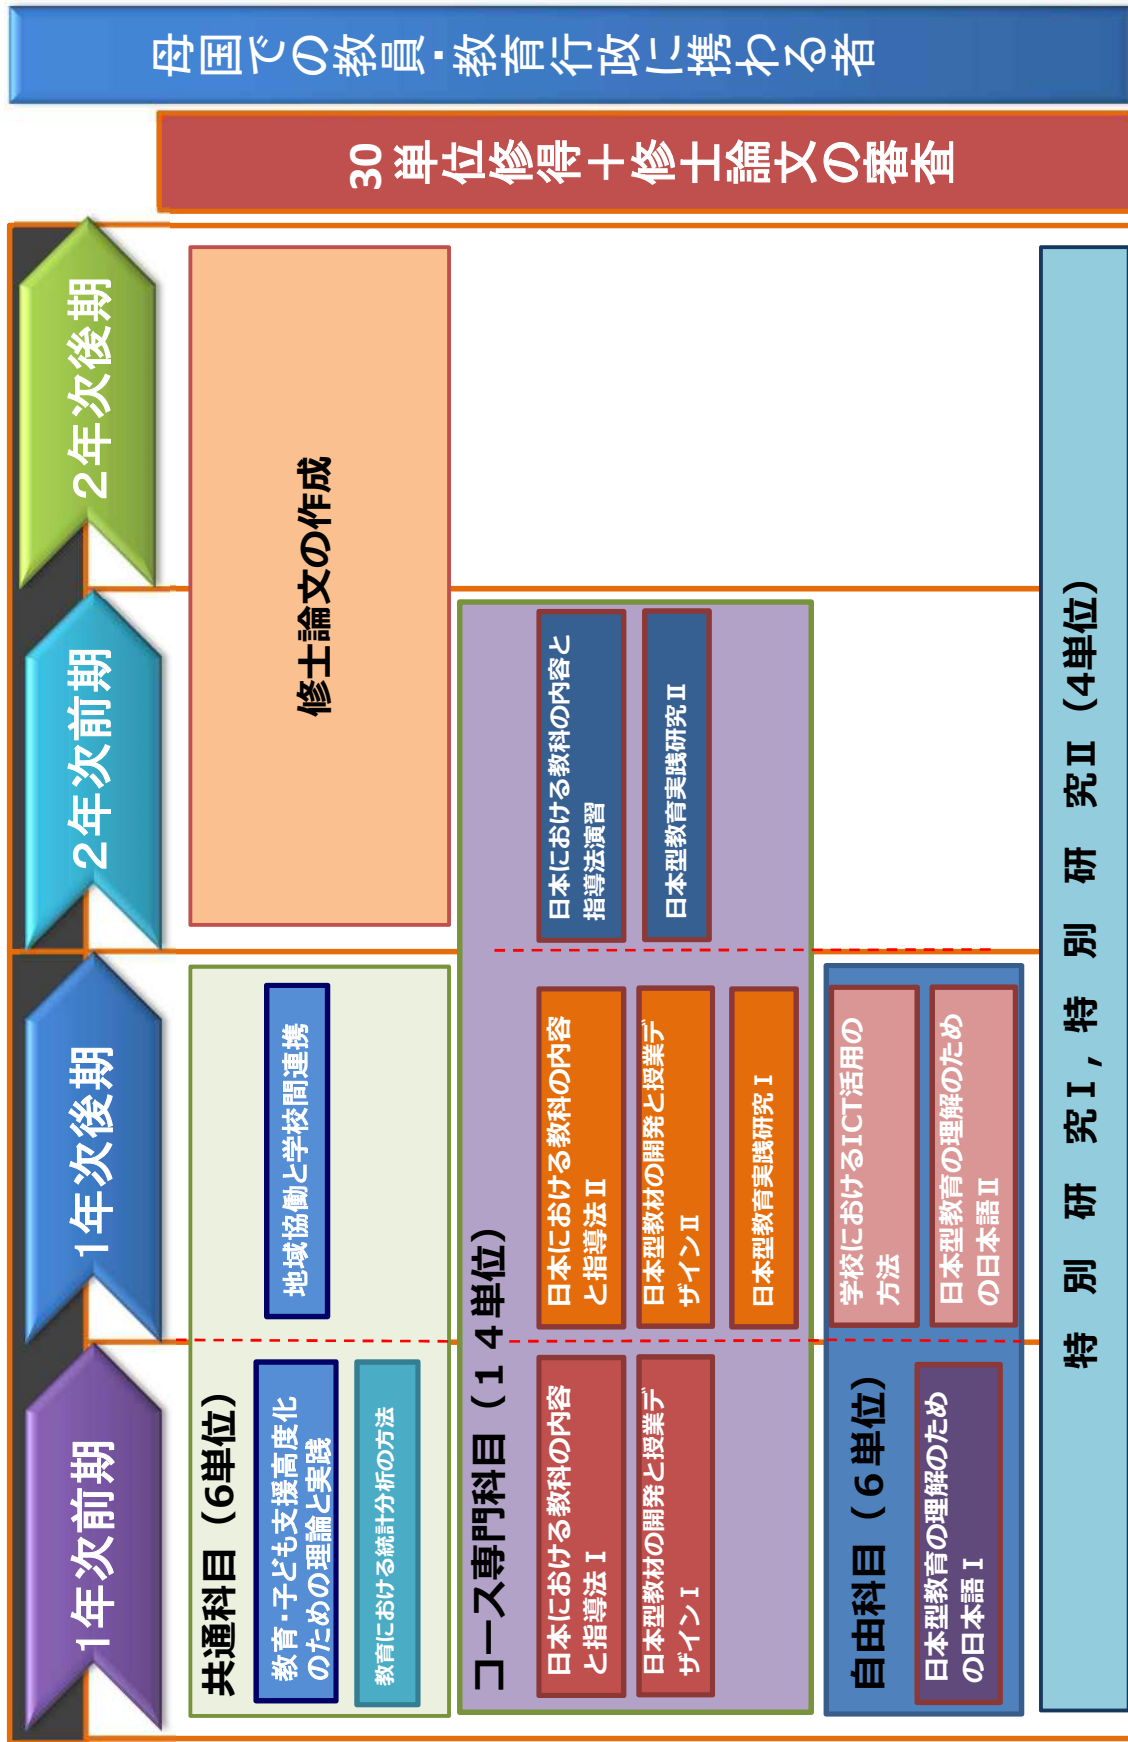 1年次前期
1年次後期
2年次前期
2年次後期
共通科目（6単位）
教育・子ども支援高度化
のための理論と実践
教育における統計分析の方法
地域協働と学校間連携
修士論文の作成
コース専門科目（１４単位）
日本における教科の内容
と指導法Ⅰ
日本型教材の開発と授業デ
ザインⅠ
日本における教科の内容
と指導法Ⅱ
日本型教材の開発と授業デ
ザインⅡ
日本型教育実践研究Ⅰ
日本における教科の内容と
指導法演習
日本型教育実践研究Ⅱ
自由科目（６単位）
日本型教育の理解のため
の日本語Ⅰ
学校におけるICT活用の
方法
日本型教育の理解のため
の日本語Ⅱ
特別研究Ⅰ，特別研究Ⅱ（4単位）
30単位修得＋修士論文の審査
母国での教員・教育行政に携わる者